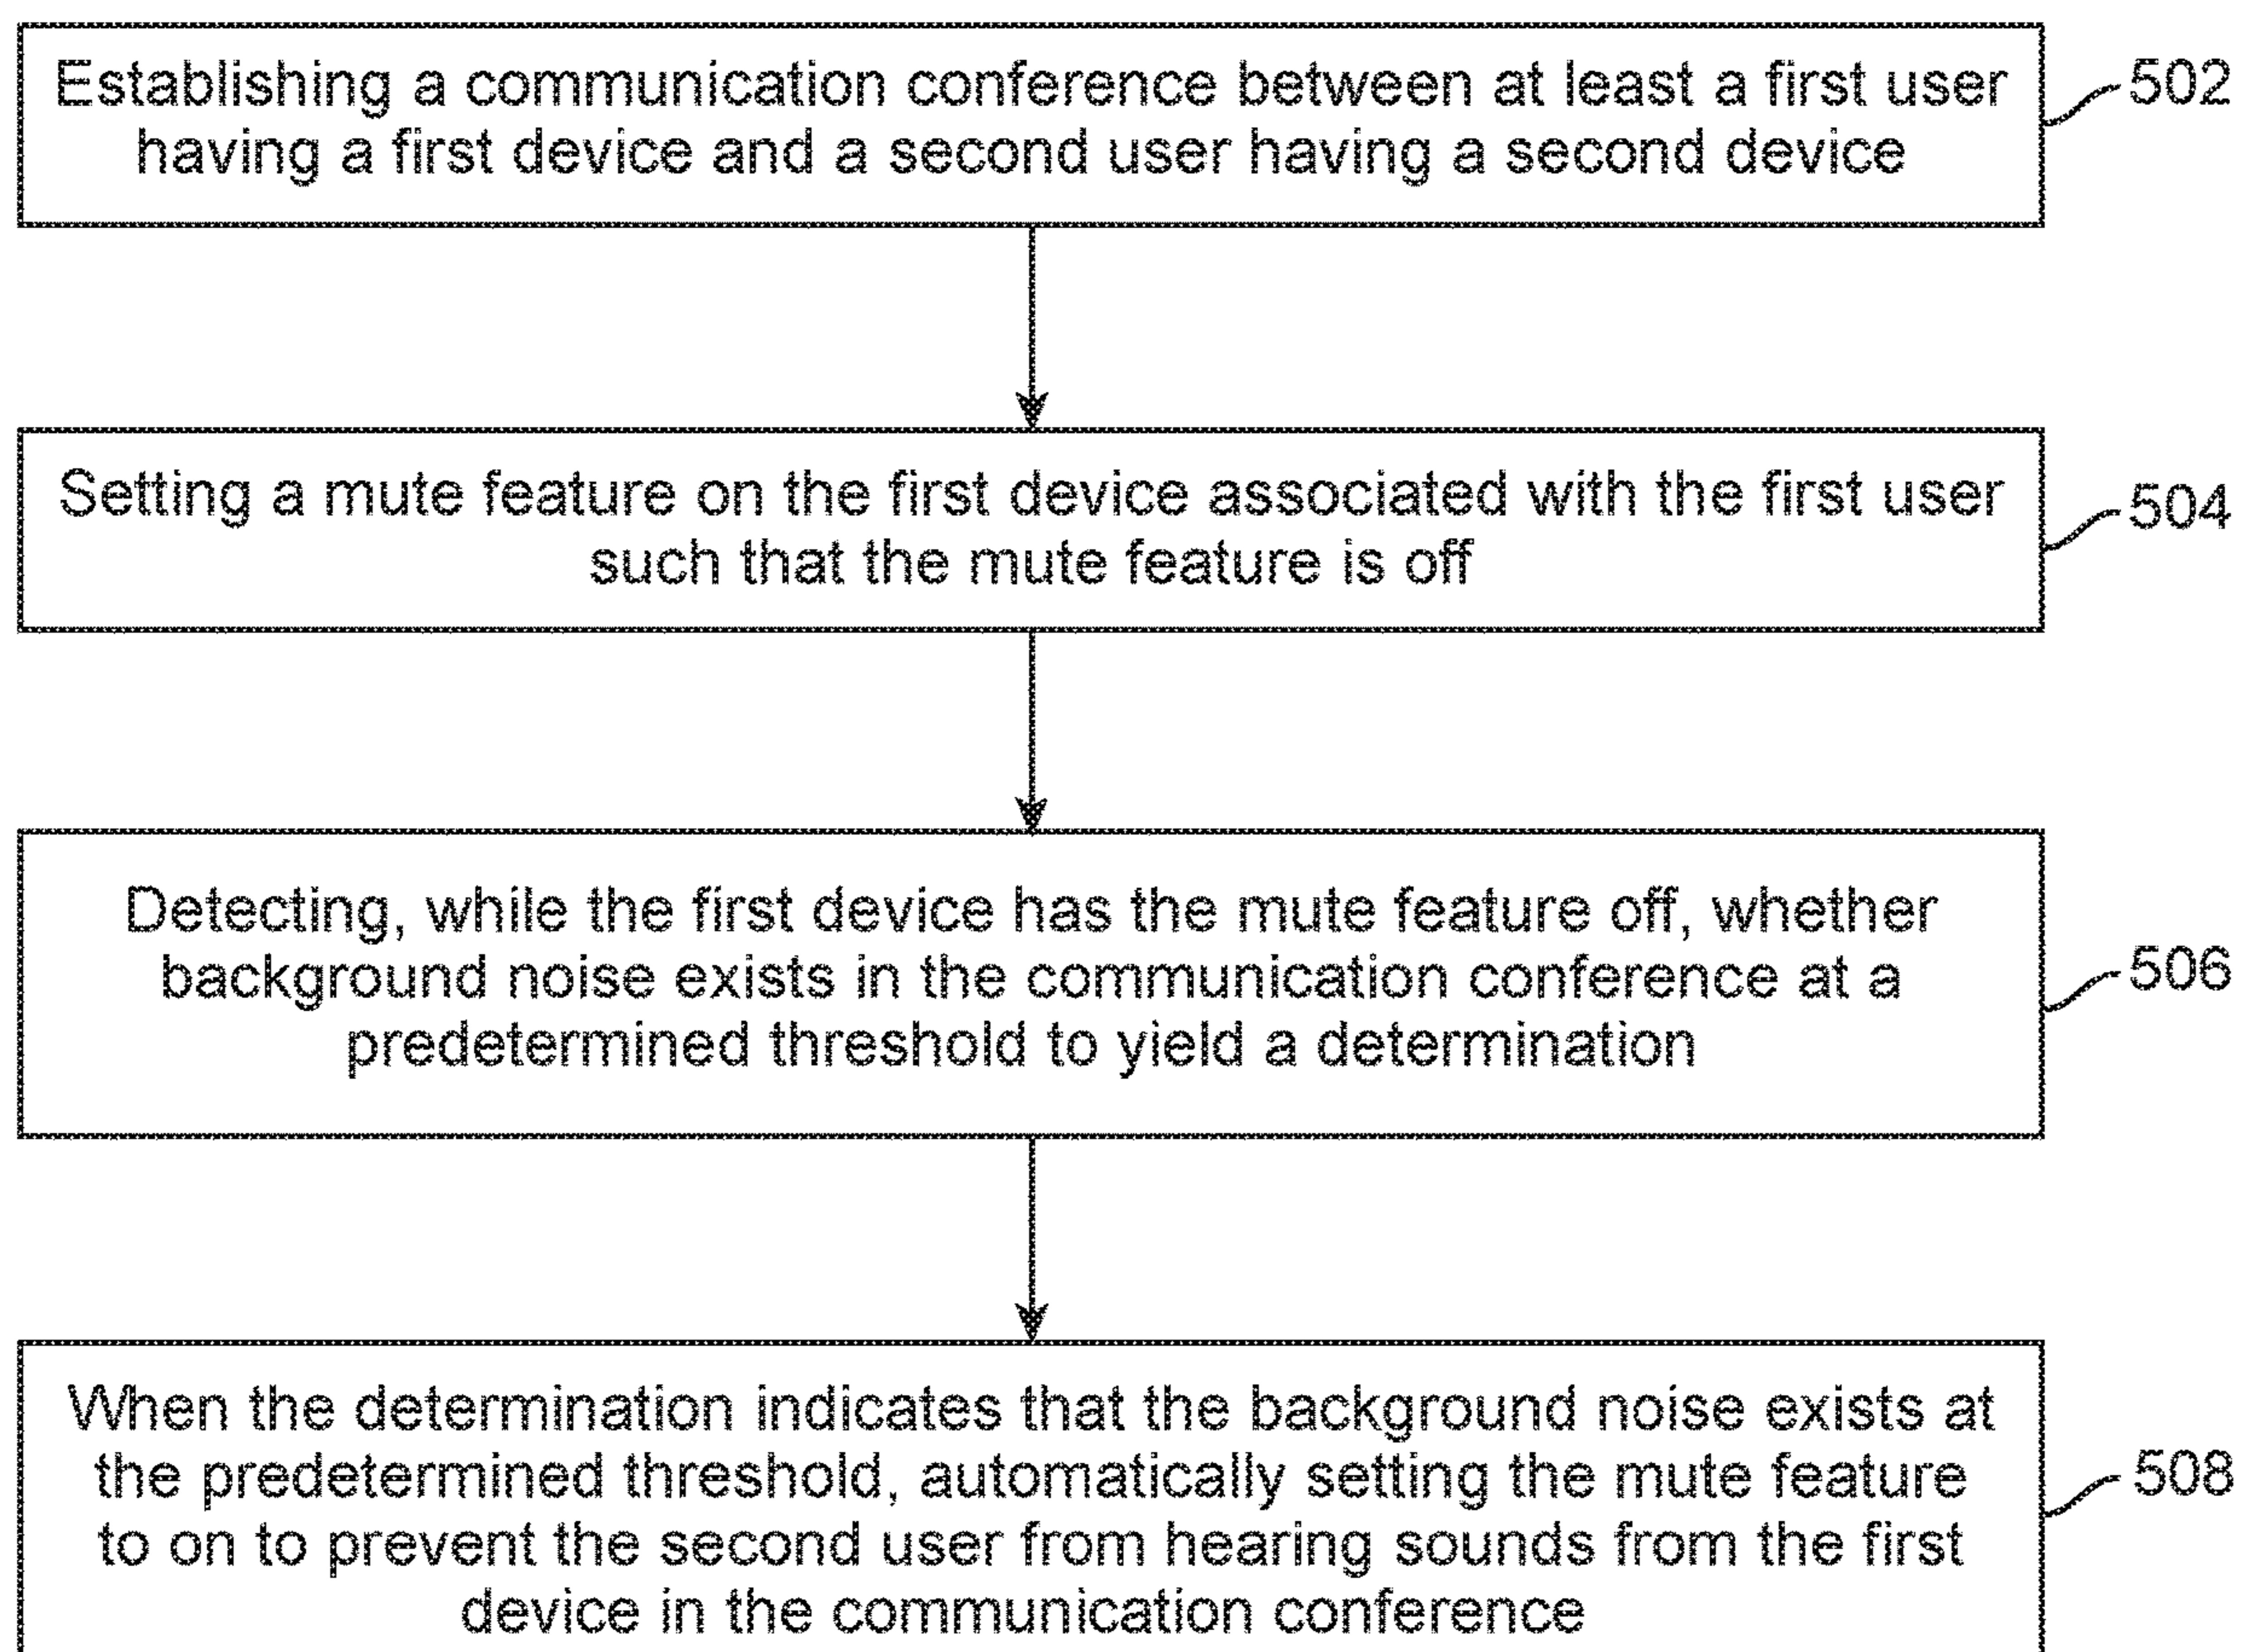 Establishing a communication conference between at least a first user
having a first device and a second user having a second device
502
Setting a mute feature on the first device associated with the first user
such that the mute feature is off
504
Detecting, while the first device has the mute feature off, whether
background noise exists in the communication conference at a
predetermined threshold to yield a determination
506
When the determination indicates that the background noise exists at
the predetermined threshold, automatically setting the mute feature
to on to prevent the second user from hearing sounds from the first
device in the communication conference
508